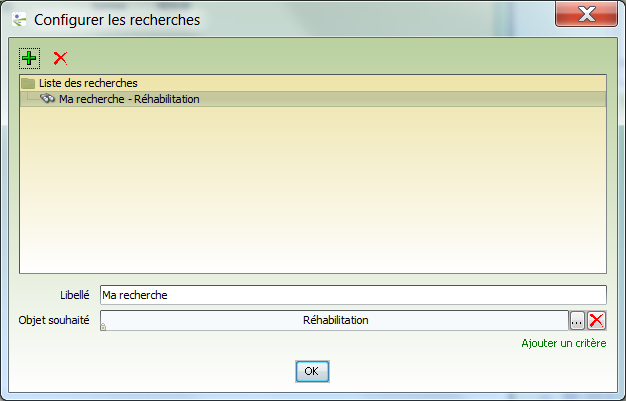 Configurer les recherches
Liste des recherches
Ma recherche - Réhabilitation
Libellé Ma recherche
Objet souhaité Réhabilitation ...
Ajouter un critère
OK